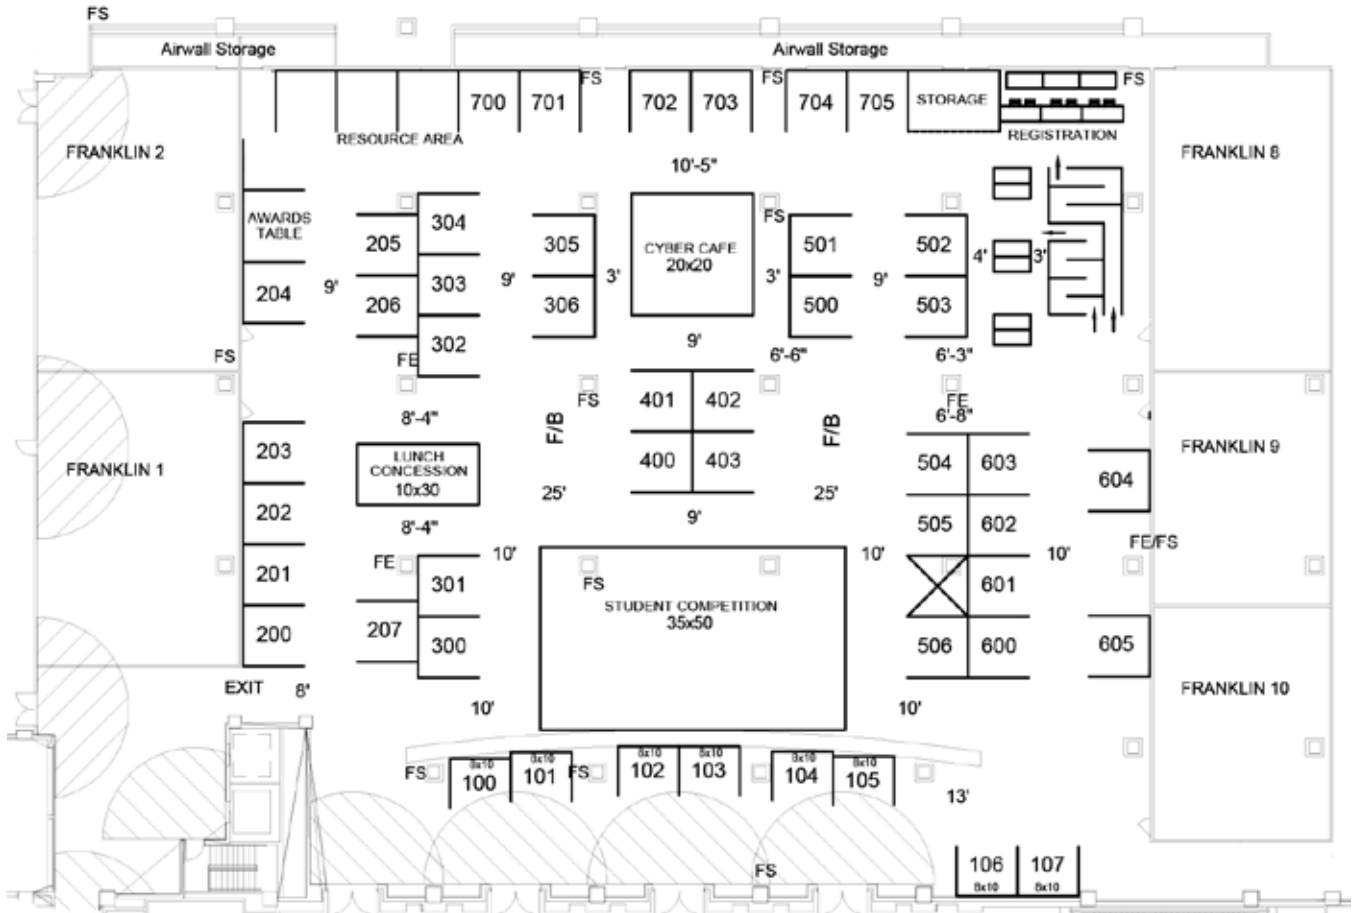 FS
Airwall Storage
Airwall Storage
700
701
FS
702
703
FS
704
705
STORAGE
FS
RESOURCE AREA
REGISTRATION
FRANKLIN 2
10'-5"
FRANKLIN 8
AWARDS
TABLE
205
304
305
CYBER CAFE
20x20
FS
501
502
204
9'
206
303
9'
306
3'
3'
500
9'
503
4'
3'
FS
FE
302
9'
6'-6"
6'-3"
401
402
FS
F/B
F/B
FE
6'-8"
8'-4"
203
FRANKLIN 1
LUNCH
CONCESSION
10x30
400
403
504
603
604
FRANKLIN 9
202
25'
25'
8'-4"
9'
505
602
201
FE
301
10'
10'
10'
FE/FS
FS
601
STUDENT COMPETITION
35x50
200
207
300
506
600
605
EXIT
8'
10'
10'
FRANKLIN 10
FS
8x10
100
8x10
101
FS
8x10
102
8x10
103
8x10
104
8x10
105
13'
FS
106
8x10
107
8x10